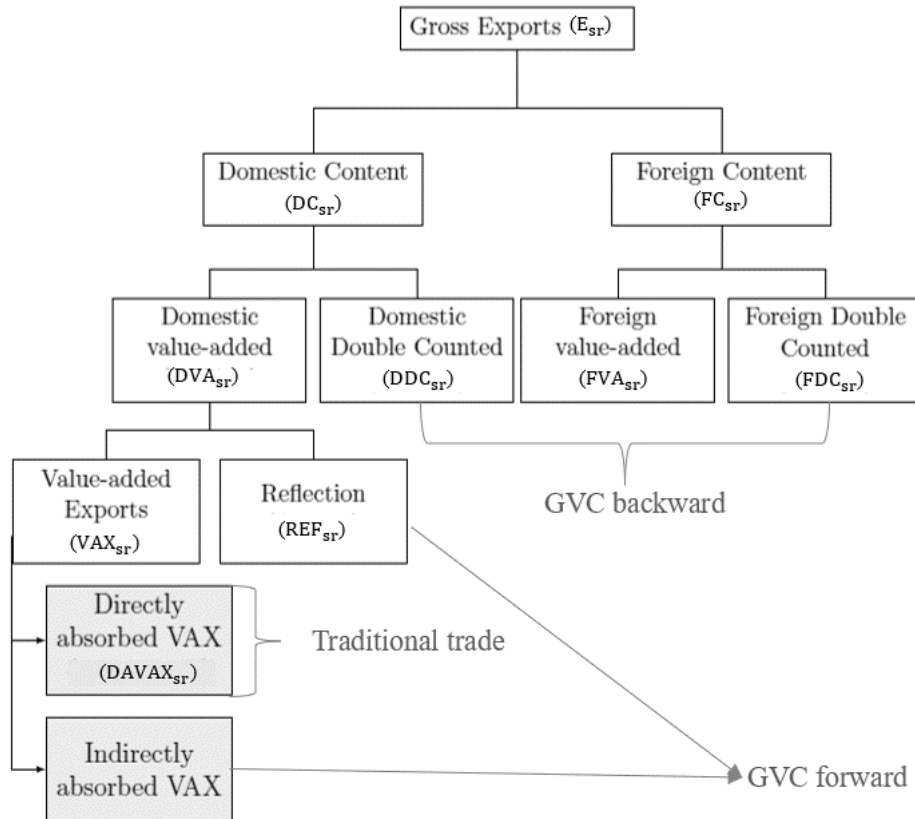 Gross Exports (E_sr)
Domestic Content
(DC_sr)
Foreign Content
(FC_sr)
Domestic
value-added
(DVA_sr)
Domestic
Double Counted
(DDC_sr)
Foreign
value-added
(FVA_sr)
Foreign Double
Counted
(FDC_sr)
Value-added
Exports
(VAX_sr)
Reflection
(REF_sr)
GVC backward
Directly
absorbed VAX
(DAVAX_sr)
Traditional trade
Indirectly
absorbed VAX
GVC forward